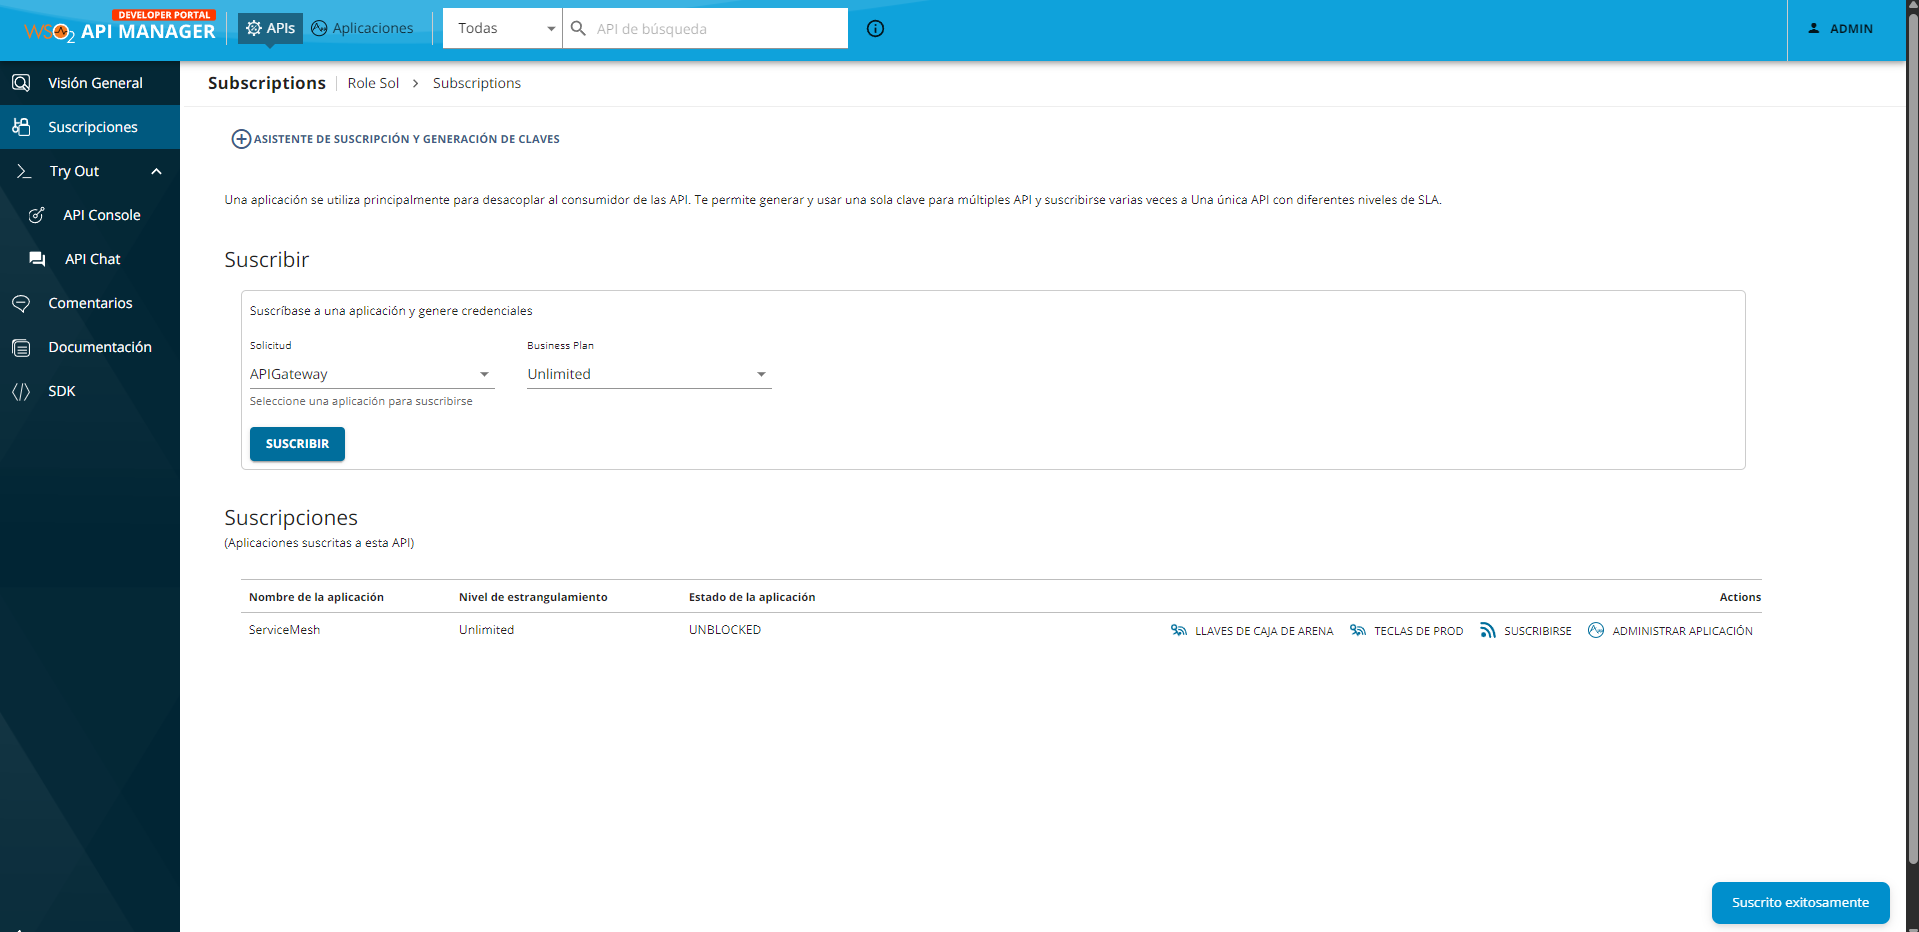 DEVELOPER PORTAL
WSO2 API MANAGER
APIs
Aplicaciones
Todas
API de búsqueda
ADMIN
Visión General
Suscripciones
Try Out
API Console
API Chat
Comentarios
Documentación
SDK
Subscriptions
Role Sol > Subscriptions
ASISTENTE DE SUSCRIPCIÓN Y GENERACIÓN DE CLAVES
Una aplicación se utiliza principalmente para desacoplar al consumidor de las API. Te permite generar y usar una sola clave para múltiples API y suscribirse varias veces a Una única API con diferentes niveles de SLA.
Suscribir
Suscríbase a una aplicación y genere credenciales
Solicitud
Business Plan
APIGateway
Unlimited
Seleccione una aplicación para suscribirse
SUSCRIBIR
Suscripciones
(Aplicaciones suscritas a esta API)
Nombre de la aplicación
Nivel de estrangulamiento
Estado de la aplicación
Actions
ServiceMesh
Unlimited
UNBLOCKED
LLAVES DE CAJA DE ARENA
TECLAS DE PROD
SUSCRIBIRSE
ADMINISTRAR APLICACIÓN
Suscrito exitosamente